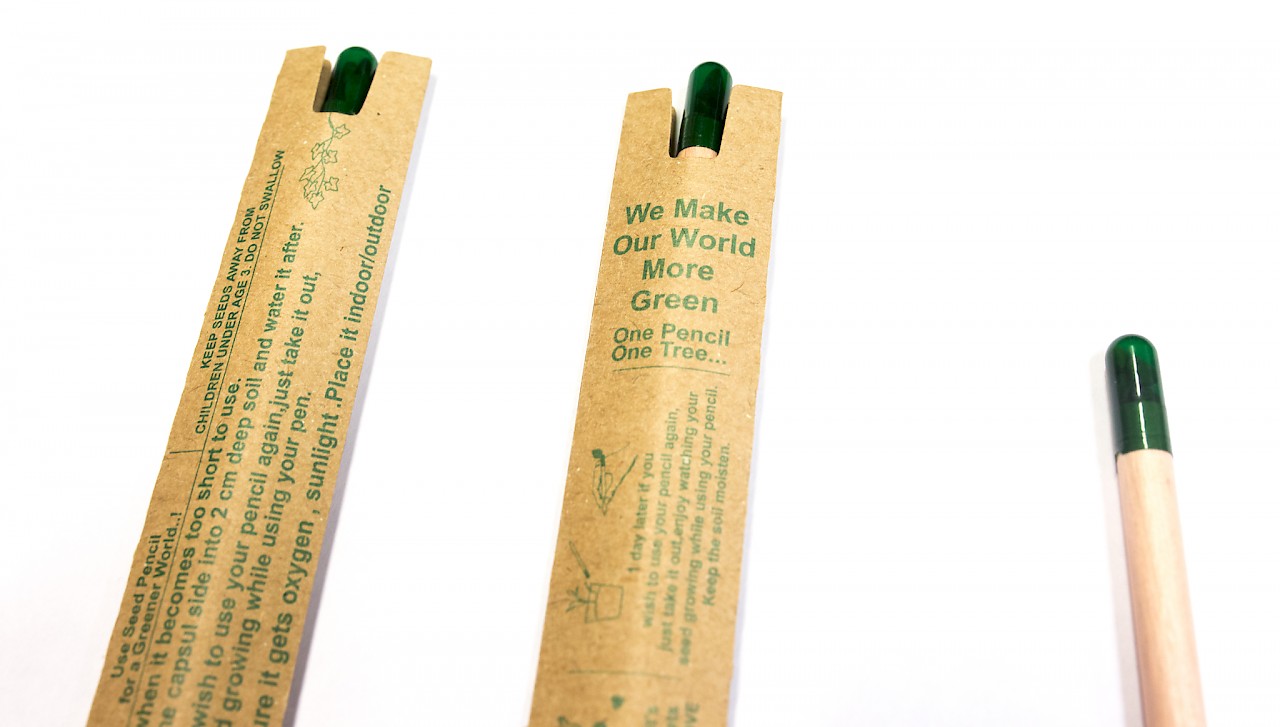 KEEP SEEDS AWAY FROM
CHILDREN UNDER AGE 3. DO NOT SWALLOW
Use Seed Pencil
for a Greener World..!
when it becomes too short to use.
capsul side into 2 cm deep soil and water it after.
wish to use your pencil again,just take it out,
growing while using your pen.
it gets oxygen , sunlight .Place it indoor/outdoor
We Make
Our World
More
Green
One Pencil
One Tree...
1 day later if you
wish to use your pencil again,
just take it out,enjoy watching your
seed growing while using your pencil.
Keep the soil moisten.